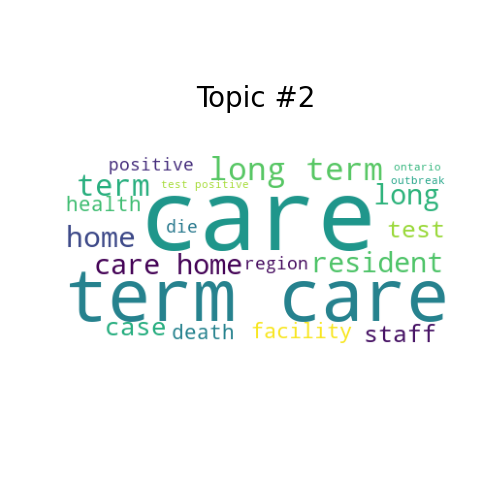 Topic #2
positive
long term
ontario
term
test positive
outbreak
health
care
long
home
die
test
care home
region
resident
term care
case
death
facility
staff